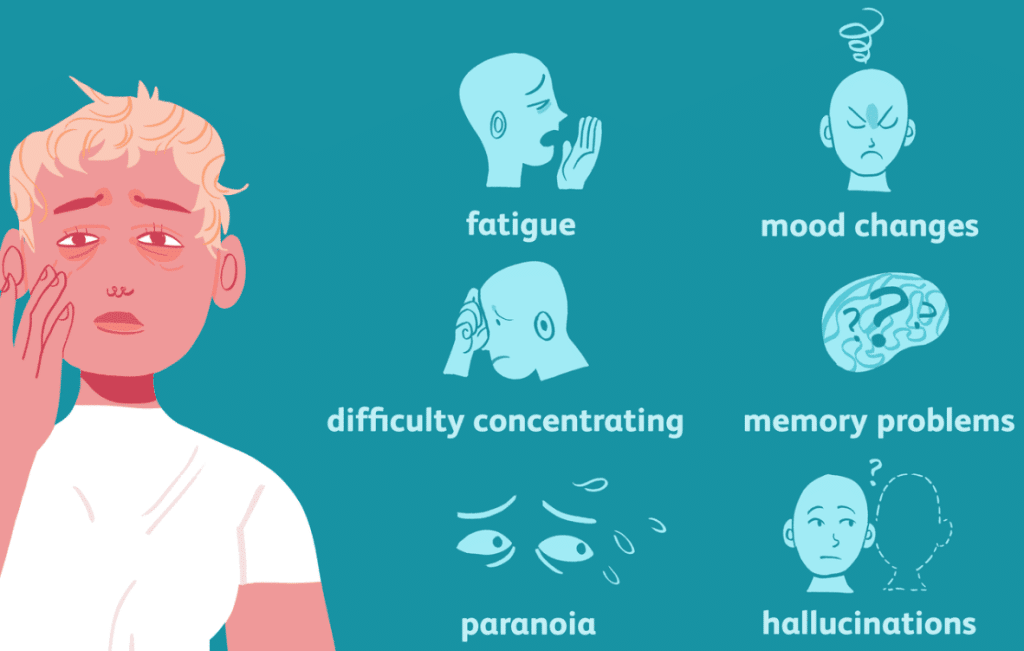 fatigue
mood changes
difficulty concentrating
memory problems
paranoia
hallucinations